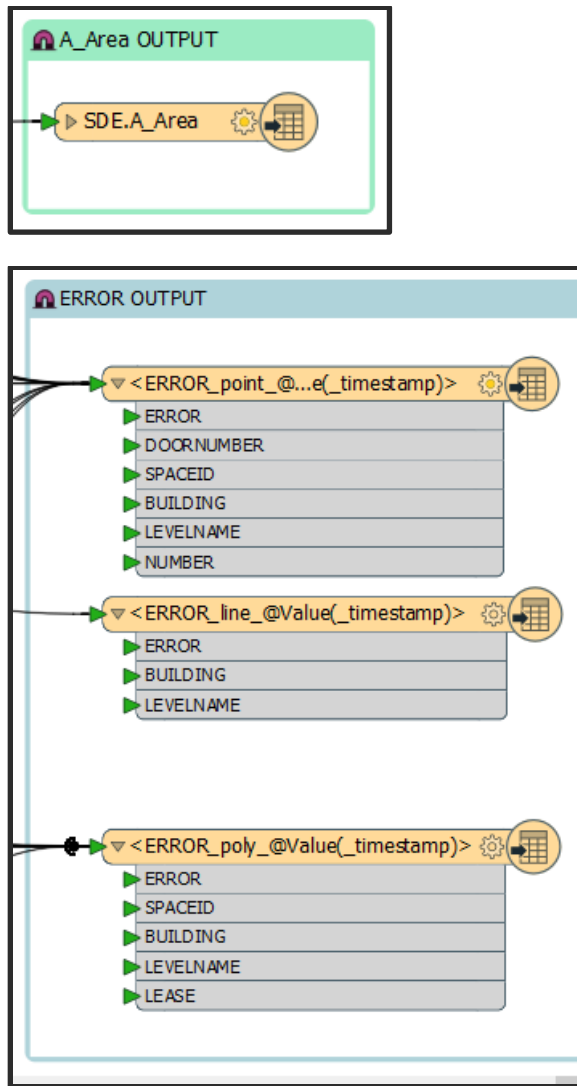 A_Area OUTPUT
SDE.A_Area
ERROR OUTPUT
<ERROR_point_@...e(_timestamp)>
ERROR
DOORNUMBER
SPACEID
BUILDING
LEVELNAME
NUMBER
<ERROR_line_@Value(_timestamp)>
ERROR
BUILDING
LEVELNAME
<ERROR_poly_@Value(_timestamp)>
ERROR
SPACEID
BUILDING
LEVELNAME
LEASE